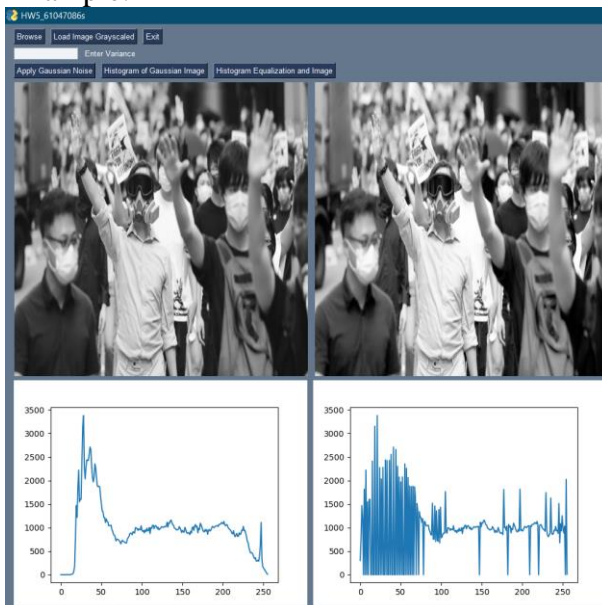 HW5_61047086s
Browse Load Image Grayscaled Exit
Enter Variance
Apply Gaussian Noise Histogram of Gaussian Image Histogram Equalization and Image
3500 3500
3000 3000
2500 2500
2000 2000
1500 1500
1000 1000
500 500
0 0
0 50 100 150 200 250 0 50 100 150 200 250